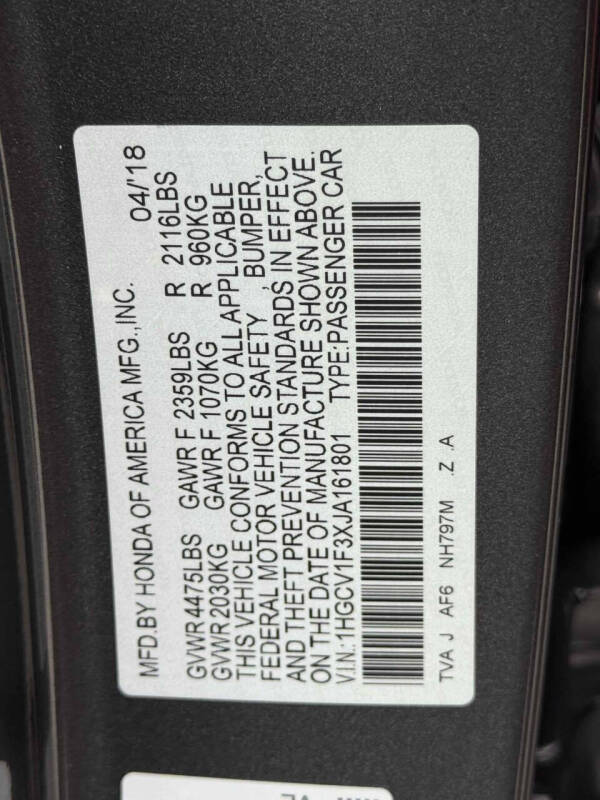 MFD.BY HONDA OF AMERICA MFG.,INC. 04/'18
GVWR 4475LBS GAWR F 2359LBS R 2116LBS
GVWR 2030KG GAWR F 1070KG R 960KG
THIS VEHICLE CONFORMS TO ALL APPLICABLE
FEDERAL MOTOR VEHICLE SAFETY , BUMPER,
AND THEFT PREVENTION STANDARDS IN EFFECT
ON THE DATE OF MANUFACTURE SHOWN ABOVE.
V.I.N.:1HGCV1F3XJA161801 TYPE:PASSENGER CAR
TVA J AF6 NH797M .Z .A